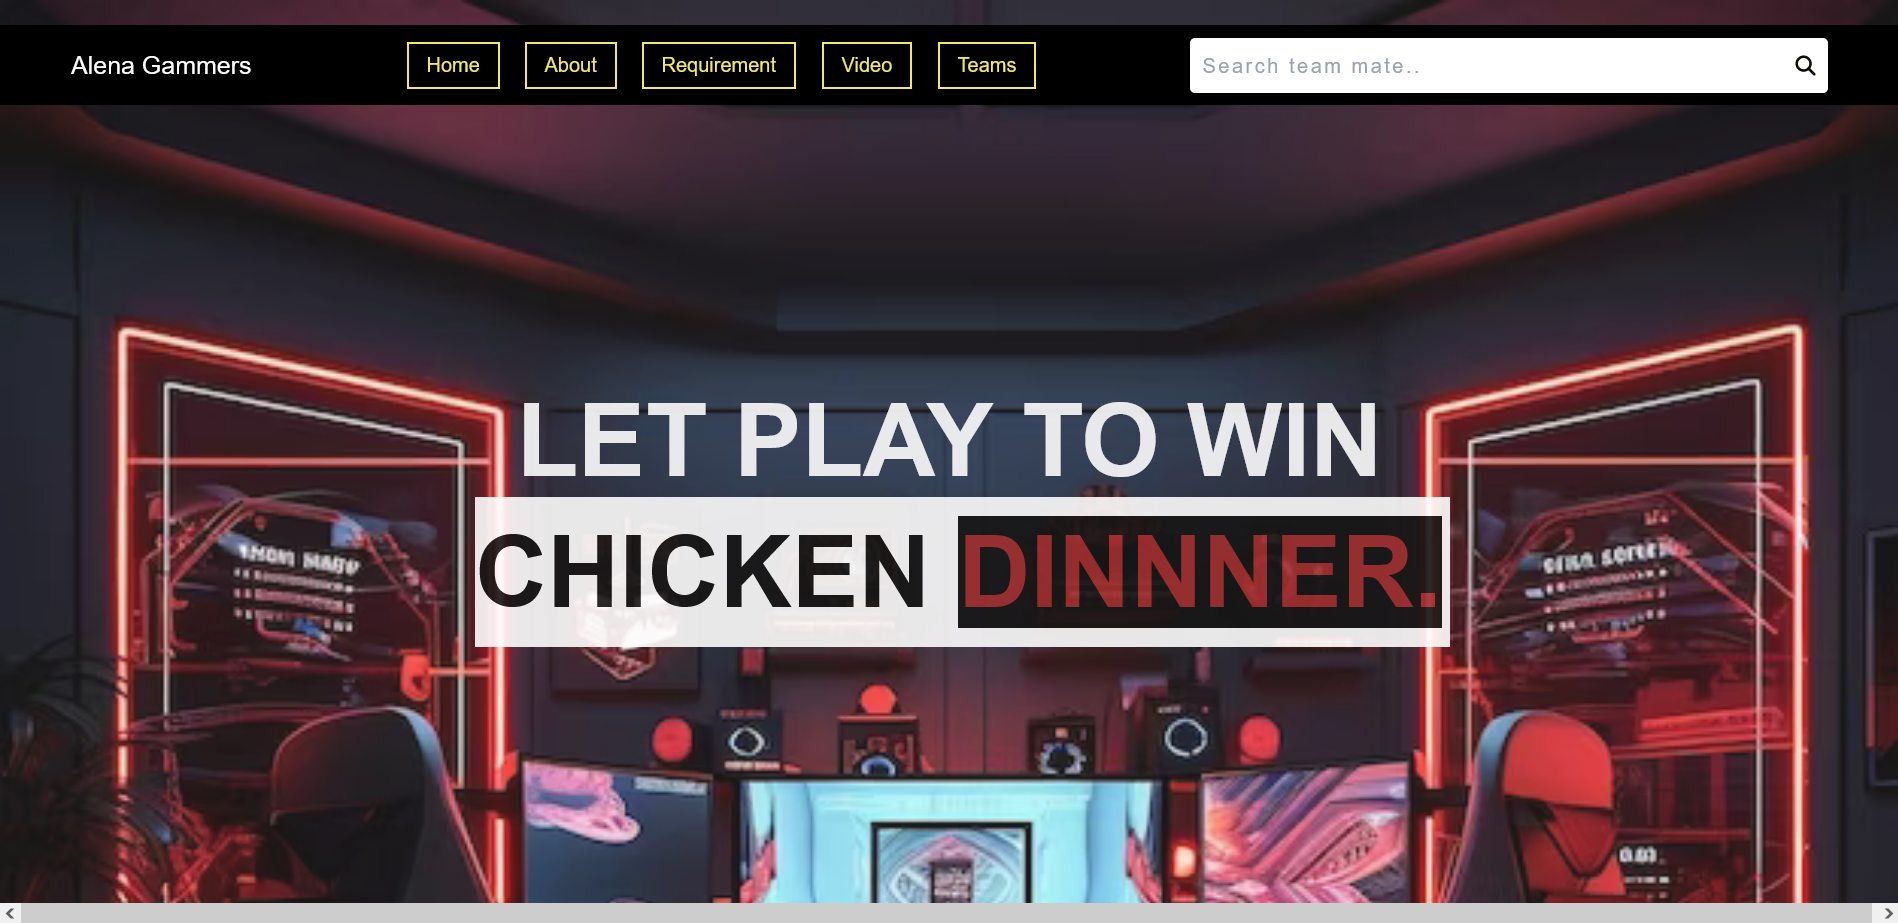 Alena Gammers
Home
About
Requirement
Video
Teams
Search team mate..
LET PLAY TO WIN
CHICKEN DINNNER.